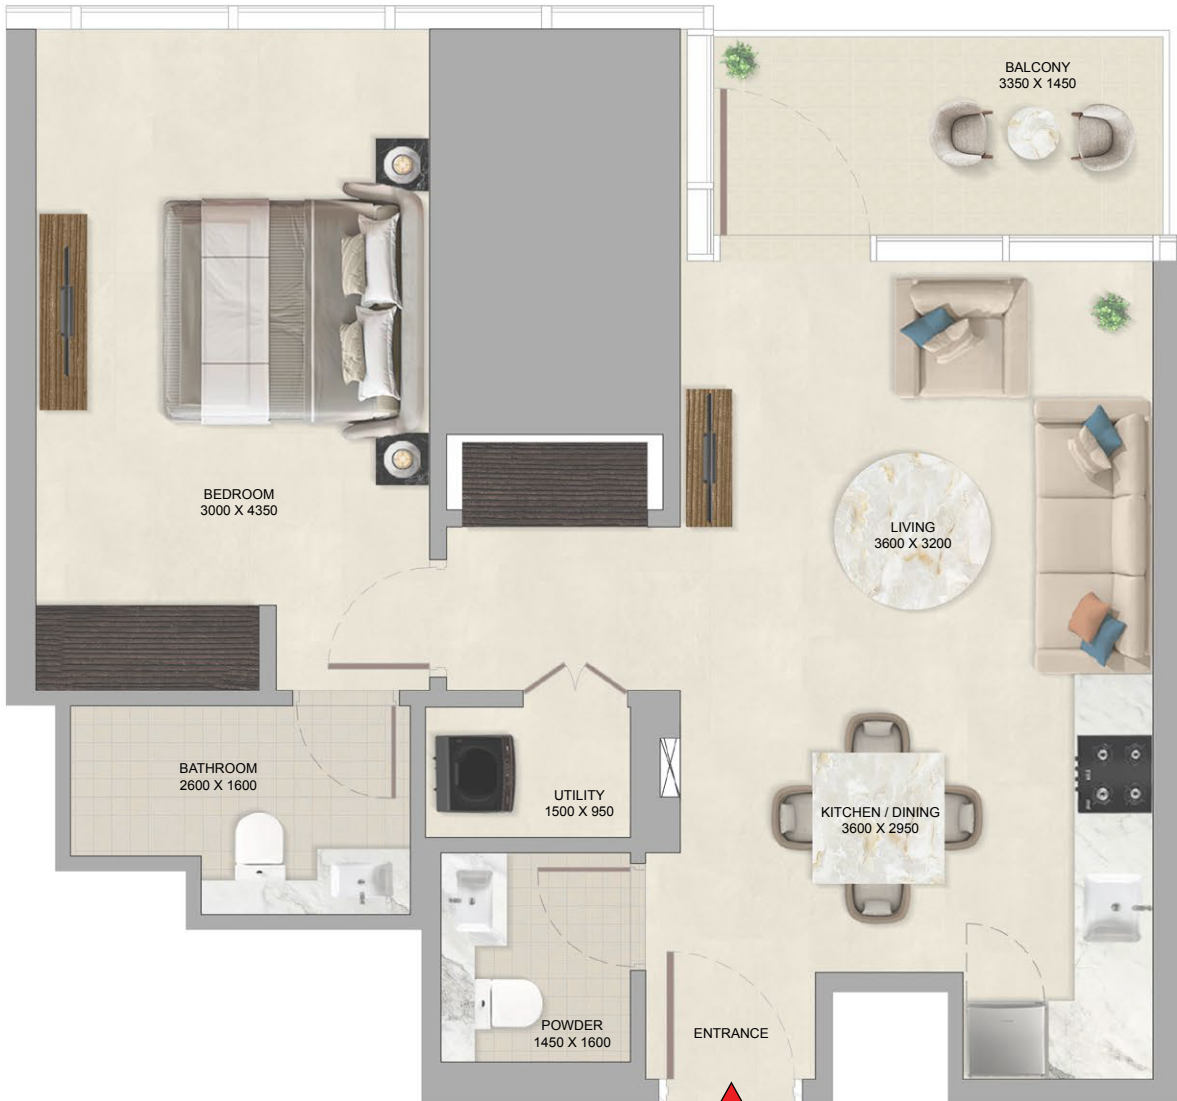 BALCONY
3350 X 1450
BEDROOM
3000 X 4350
LIVING
3600 X 3200
BATHROOM
2600 X 1600
UTILITY
1500 X 950
KITCHEN / DINING
3600 X 2950
POWDER
1450 X 1600
ENTRANCE